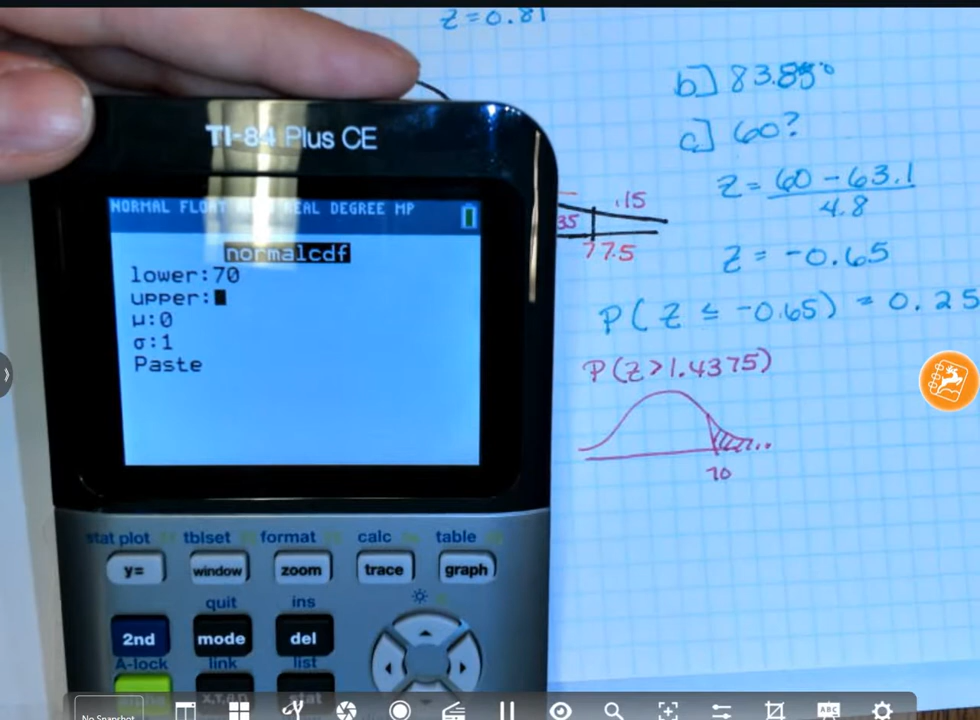 z = 0.81
b] 83.85°
c] 60?
z = 60 - 63.1
4.8
z = -0.65
P( z ≤ -0.65) = 0.25
P(z > 1.4375)
70
.15
35
77.5
TI-84 Plus CE
NORMAL FLOAT REAL DEGREE MP
normalcdf
lower:70
upper:
μ:0
σ:1
Paste
stat plot tblset format calc table
y= window zoom trace graph
quit ins
2nd mode del
A-lock link list
alpha X,T,θ,n stat
No Snapshot
ABC